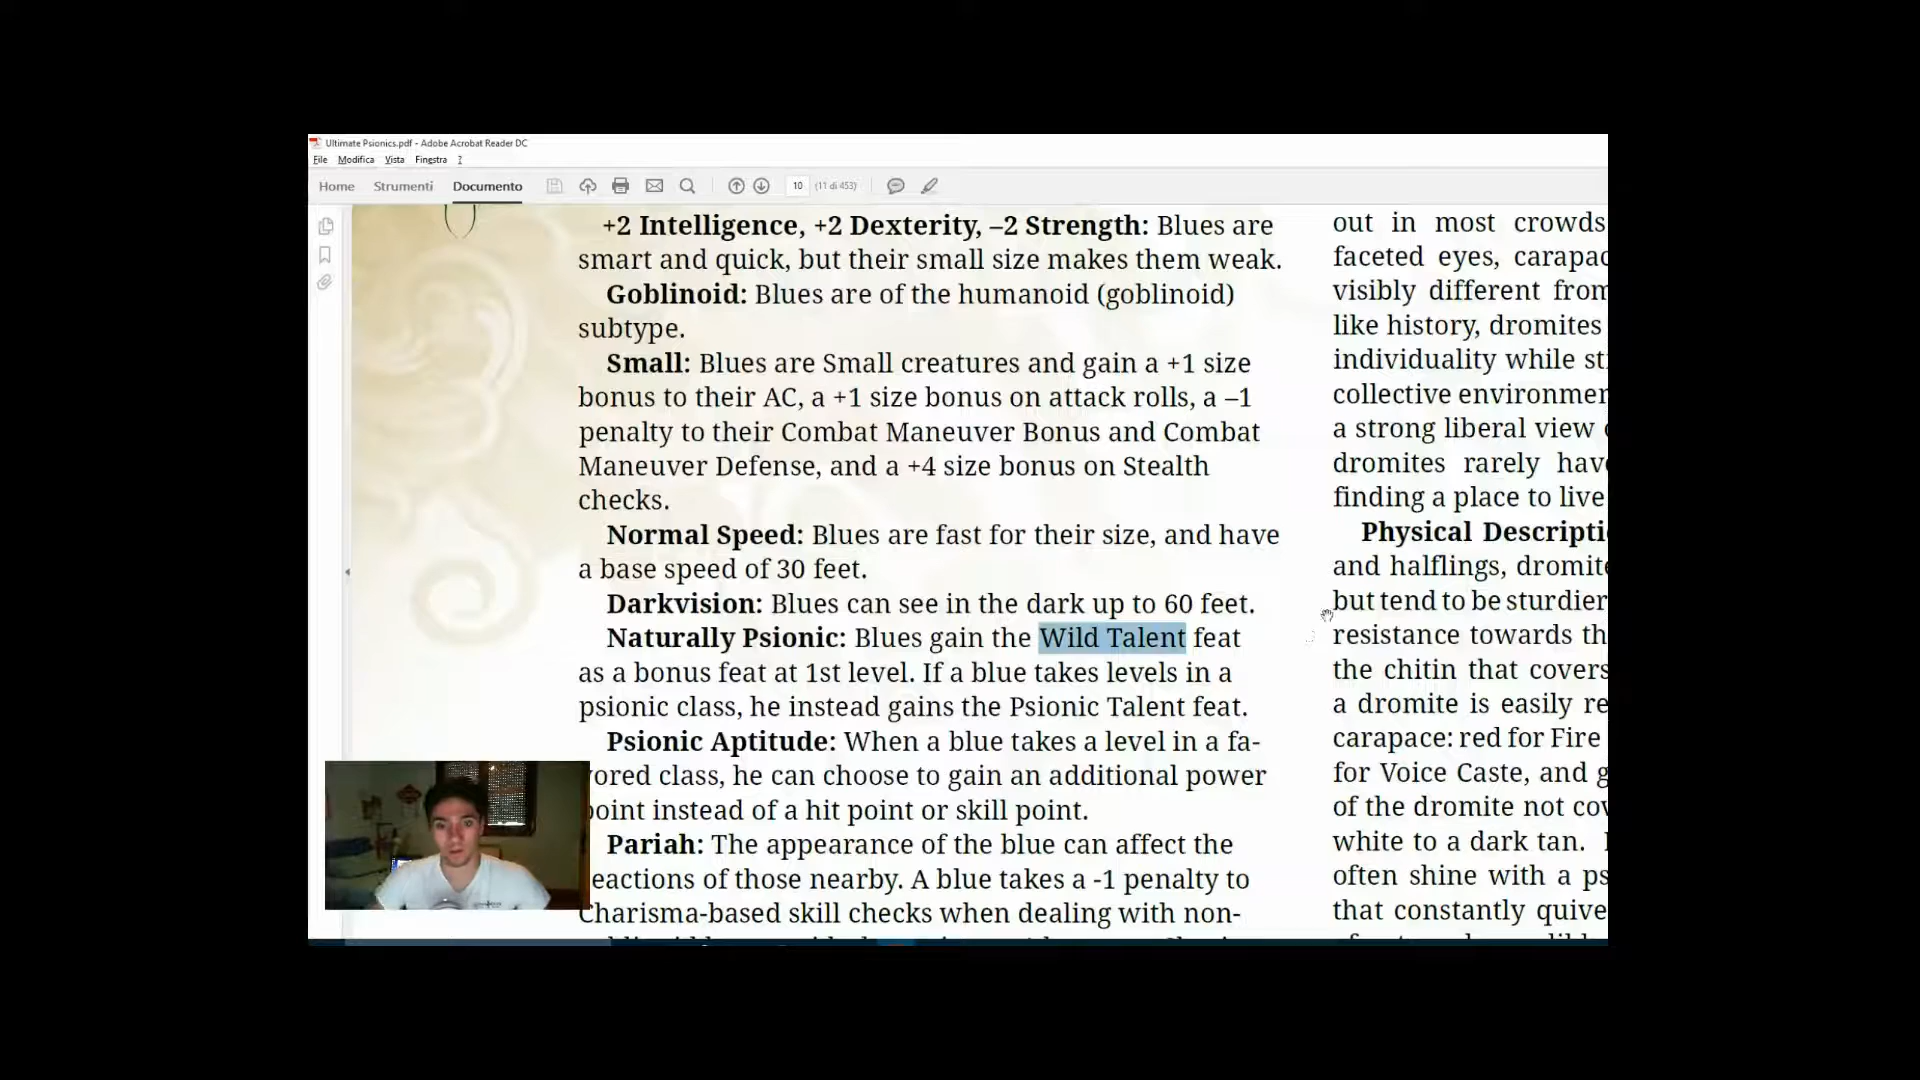 Ultimate Psionics.pdf - Adobe Acrobat Reader DC
File Modifica Vista Finestra ?
Home Strumenti Documento 10 (11 di 453)
+2 Intelligence, +2 Dexterity, –2 Strength: Blues are
smart and quick, but their small size makes them weak.
Goblinoid: Blues are of the humanoid (goblinoid)
subtype.
Small: Blues are Small creatures and gain a +1 size
bonus to their AC, a +1 size bonus on attack rolls, a –1
penalty to their Combat Maneuver Bonus and Combat
Maneuver Defense, and a +4 size bonus on Stealth
checks.
Normal Speed: Blues are fast for their size, and have
a base speed of 30 feet.
Darkvision: Blues can see in the dark up to 60 feet.
Naturally Psionic: Blues gain the Wild Talent feat
as a bonus feat at 1st level. If a blue takes levels in a
psionic class, he instead gains the Psionic Talent feat.
Psionic Aptitude: When a blue takes a level in a fa-
vored class, he can choose to gain an additional power
point instead of a hit point or skill point.
Pariah: The appearance of the blue can affect the
reactions of those nearby. A blue takes a -1 penalty to
Charisma-based skill checks when dealing with non-
out in most crowds
faceted eyes, carapac
visibly different from
like history, dromites
individuality while sti
collective environmen
a strong liberal view
dromites rarely have
finding a place to live
Physical Descripti
and halflings, dromite
but tend to be sturdier
resistance towards th
the chitin that covers
a dromite is easily re
carapace: red for Fire
for Voice Caste, and g
of the dromite not cov
white to a dark tan.
often shine with a ps
that constantly quive